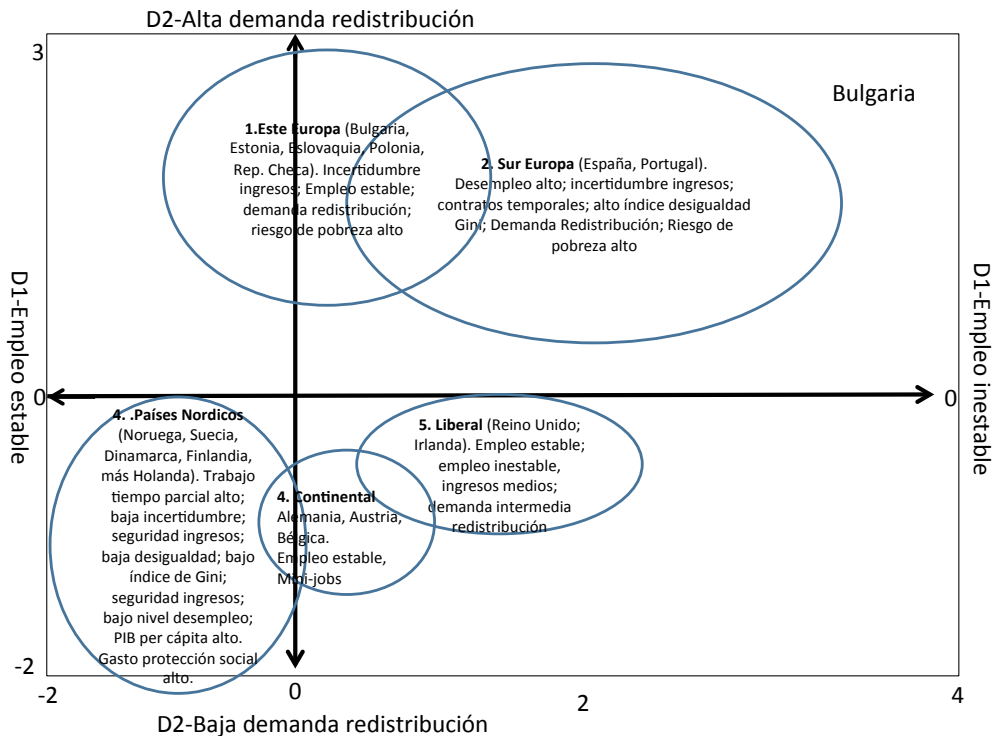 D2-Alta demanda redistribución
3
Bulgaria
1.Este Europa (Bulgaria,
Estonia, Eslovaquia, Polonia,
Rep. Checa). Incertidumbre
ingresos; Empleo estable;
demanda redistribución;
riesgo de pobreza alto
2. Sur Europa (España, Portugal).
Desempleo alto; incertidumbre ingresos;
contratos temporales; alto índice desigualdad
Gini; Demanda Redistribución; Riesgo de
pobreza alto
D1-Empleo estable
D1-Empleo inestable
0
0
4. .Países Nordicos
(Noruega, Suecia,
Dinamarca, Finlandia,
más Holanda). Trabajo
tiempo parcial alto;
baja incertidumbre;
seguridad ingresos;
baja desigualdad; bajo
índice de Gini;
seguridad ingresos;
bajo nivel desempleo;
PIB per cápita alto.
Gasto protección social
alto.
4. Continental
Alemania, Austria,
Bélgica.
Empleo estable,
Mini-jobs
5. Liberal (Reino Unido;
Irlanda). Empleo estable;
empleo inestable,
ingresos medios;
demanda intermedia
redistribución
-2
-2
0
2
4
D2-Baja demanda redistribución